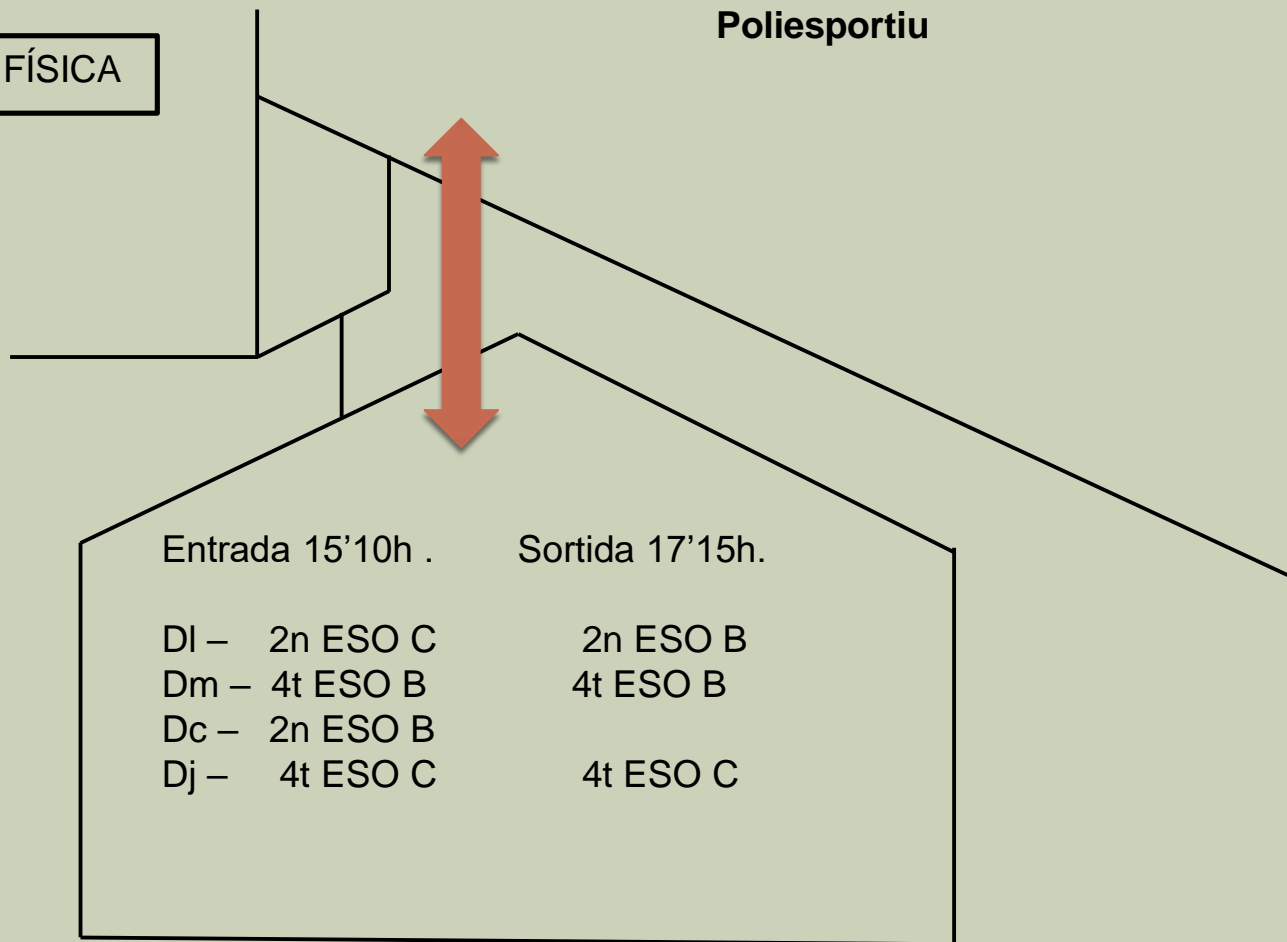 Poliesportiu
FÍSICA
Entrada 15’10h . Sortida 17’15h.
Dl – 2n ESO C 2n ESO B
Dm – 4t ESO B 4t ESO B
Dc – 2n ESO B
Dj – 4t ESO C 4t ESO C